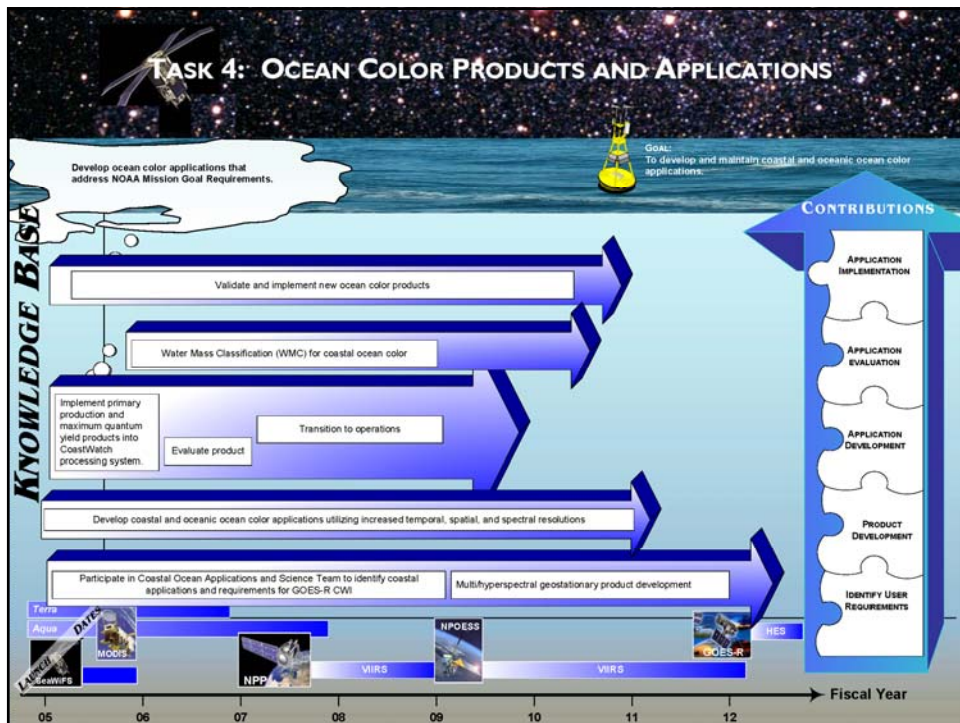 TASK 4: OCEAN COLOR PRODUCTS AND APPLICATIONS
Develop ocean color applications that
address NOAA Mission Goal Requirements.
GOAL:
To develop and maintain coastal and oceanic ocean color
applications.
KNOWLEDGE BASE
CONTRIBUTIONS
APPLICATION
IMPLEMENTATION
APPLICATION
EVALUATION
APPLICATION
DEVELOPMENT
PRODUCT
DEVELOPMENT
IDENTIFY USER
REQUIREMENTS
Validate and implement new ocean color products
Water Mass Classification (WMC) for coastal ocean color
Implement primary
production and
maximum quantum
yield products into
CoastWatch
processing system.
Evaluate product
Transition to operations
Develop coastal and oceanic ocean color applications utilizing increased temporal, spatial, and spectral resolutions
Participate in Coastal Ocean Applications and Science Team to identify coastal
applications and requirements for GOES-R CWI
Multi/hyperspectral geostationary product development
Terra
Aqua
LAUNCH DATES
MODIS
SeaWiFS
NPP
VIIRS
NPOESS
VIIRS
GOES-R
HES
Fiscal Year
05 06 07 08 09 10 11 12